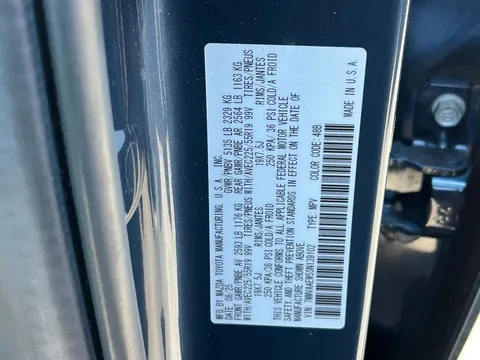 MFD. BY MAZDA TOYOTA MANUFACTURING, U.S.A., INC.
DATE: 08/25 GVWR/PNBV 5135 LB 2329 KG
FRONT GAWR/PNBE AV 2593 LB 1176 KG REAR GAWR/PNBE AR 2564 LB 1163 KG
WITH/AVEC225/55R19 99V TIRES/PNEUS WITH/AVEC225/55R19 99V TIRES/PNEUS
19X7.5J RIMS/JANTES 19X7.5J RIMS/JANTES
250 KPA/36 PSI COLD/A FROID 250 KPA/ 36 PSI COLD/A FROID
THIS VEHICLE CONFORMS TO ALL APPLICABLE FEDERAL MOTOR VEHICLE
SAFETY AND THEFT PREVENTION STANDARDS IN EFFECT ON THE DATE OF
MANUFACTURE SHOWN ABOVE.
COLOR CODE: 48B
TYPE: MPV MADE IN U.S.A.